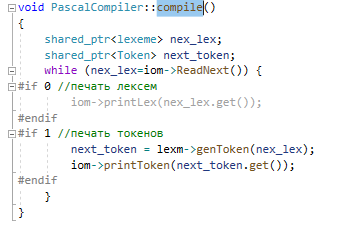 void PascalCompiler::compile()
{
shared_ptr<lexeme> nex_lex;
shared_ptr<Token> next_token;
while (nex_lex=iom->ReadNext()) {
#if 0 //печать лексем
iom->printLex(nex_lex.get());
#endif
#if 1 //печать токенов
next_token = lexm->genToken(nex_lex);
iom->printToken(next_token.get());
#endif
}
}